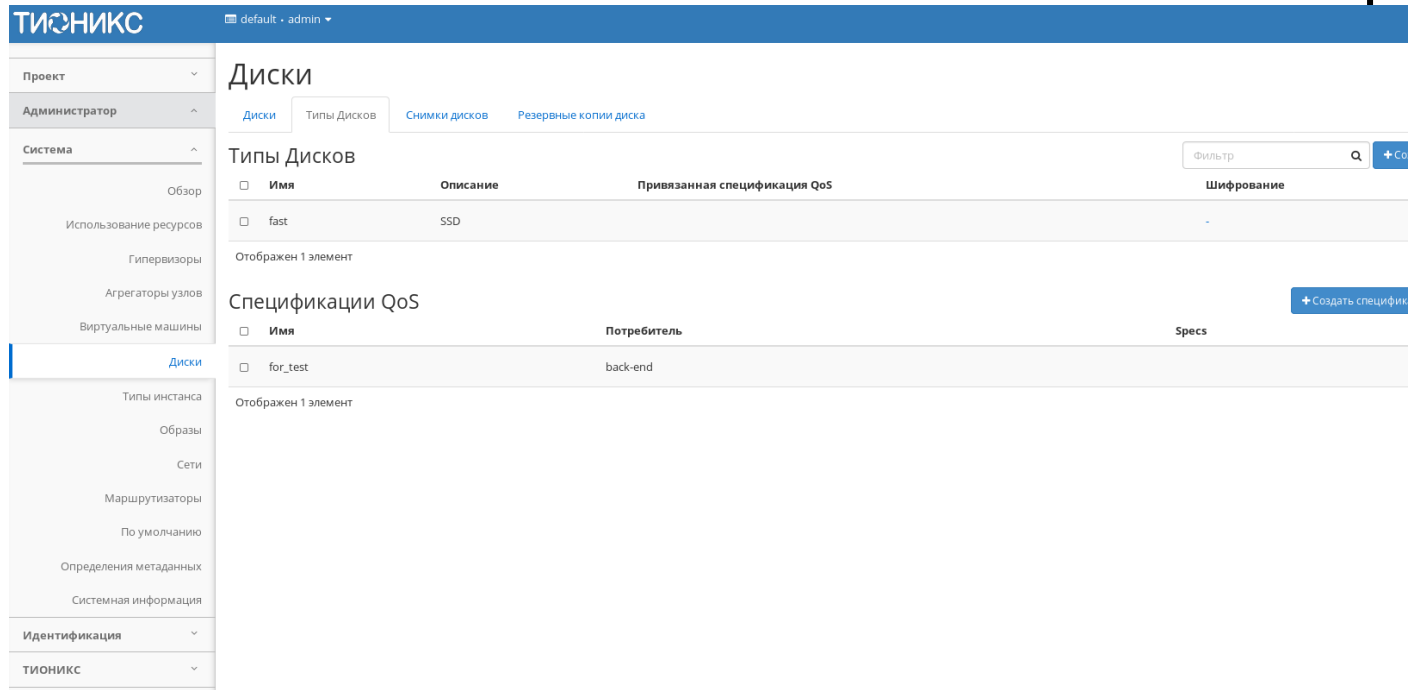 ТИОНИКС
default • admin
Проект
Администратор
Система
Обзор
Использование ресурсов
Гипервизоры
Агрегаторы узлов
Виртуальные машины
Диски
Типы инстанса
Образы
Сети
Маршрутизаторы
По умолчанию
Определения метаданных
Системная информация
Идентификация
ТИОНИКС
Диски
Диски Типы Дисков Снимки дисков Резервные копии диска
Типы Дисков Фильтр
Имя Описание Привязанная спецификация QoS Шифрование
fast SSD -
Отображен 1 элемент
Спецификации QoS Создать
Имя Потребитель Specs
for_test back-end
Отображен 1 элемент